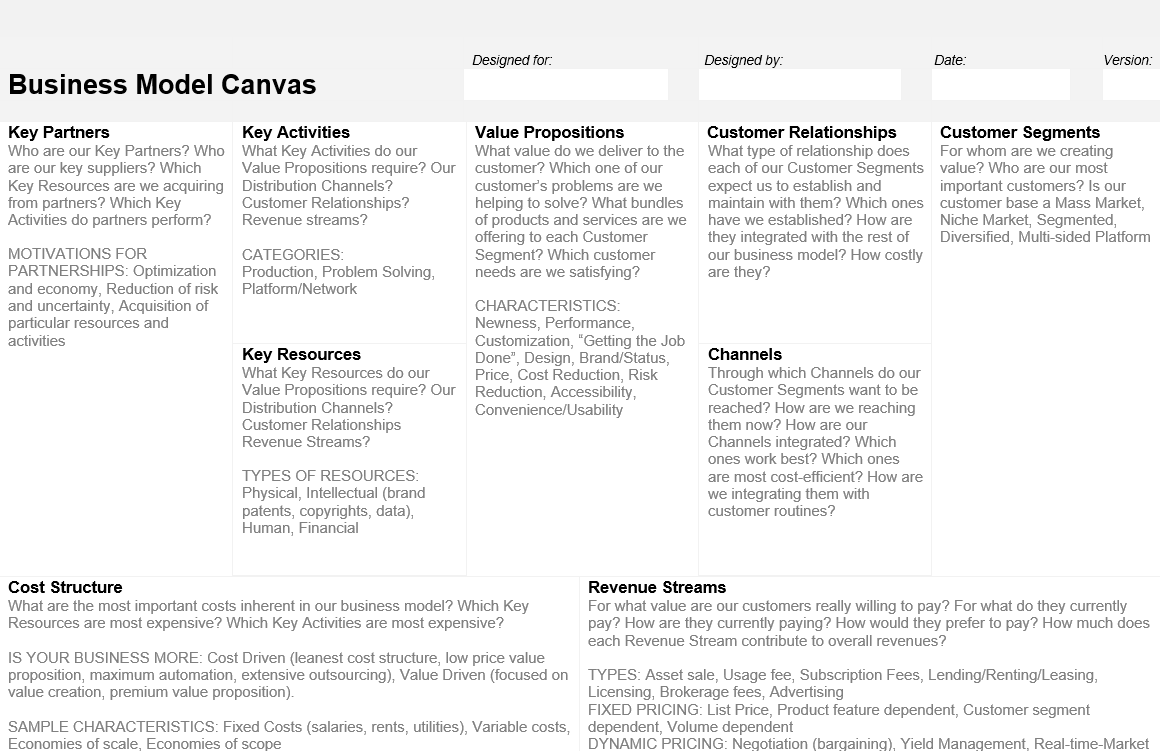 Business Model Canvas
Designed for:
Designed by:
Date:
Version:
Key Partners
Who are our Key Partners? Who
are our key suppliers? Which
Key Resources are we acquiring
from partners? Which Key
Activities do partners perform?
MOTIVATIONS FOR
PARTNERSHIPS: Optimization
and economy, Reduction of risk
and uncertainty, Acquisition of
particular resources and
activities
Key Activities
What Key Activities do our
Value Propositions require? Our
Distribution Channels?
Customer Relationships?
Revenue streams?
CATEGORIES:
Production, Problem Solving,
Platform/Network
Key Resources
What Key Resources do our
Value Propositions require? Our
Distribution Channels?
Customer Relationships
Revenue Streams?
TYPES OF RESOURCES:
Physical, Intellectual (brand
patents, copyrights, data),
Human, Financial
Value Propositions
What value do we deliver to the
customer? Which one of our
customer’s problems are we
helping to solve? What bundles
of products and services are we
offering to each Customer
Segment? Which customer
needs are we satisfying?
CHARACTERISTICS:
Newness, Performance,
Customization, “Getting the Job
Done”, Design, Brand/Status,
Price, Cost Reduction, Risk
Reduction, Accessibility,
Convenience/Usability
Customer Relationships
What type of relationship does
each of our Customer Segments
expect us to establish and
maintain with them? Which ones
have we established? How are
they integrated with the rest of
our business model? How costly
are they?
Channels
Through which Channels do our
Customer Segments want to be
reached? How are we reaching
them now? How are our
Channels integrated? Which
ones work best? Which ones
are most cost-efficient? How are
we integrating them with
customer routines?
Customer Segments
For whom are we creating
value? Who are our most
important customers? Is our
customer base a Mass Market,
Niche Market, Segmented,
Diversified, Multi-sided Platform
Cost Structure
What are the most important costs inherent in our business model? Which Key
Resources are most expensive? Which Key Activities are most expensive?
IS YOUR BUSINESS MORE: Cost Driven (leanest cost structure, low price value
proposition, maximum automation, extensive outsourcing), Value Driven (focused on
value creation, premium value proposition).
SAMPLE CHARACTERISTICS: Fixed Costs (salaries, rents, utilities), Variable costs,
Economies of scale, Economies of scope
Revenue Streams
For what value are our customers really willing to pay? For what do they currently
pay? How are they currently paying? How would they prefer to pay? How much does
each Revenue Stream contribute to overall revenues?
TYPES: Asset sale, Usage fee, Subscription Fees, Lending/Renting/Leasing,
Licensing, Brokerage fees, Advertising
FIXED PRICING: List Price, Product feature dependent, Customer segment
dependent, Volume dependent
DYNAMIC PRICING: Negotiation (bargaining), Yield Management, Real-time-Market